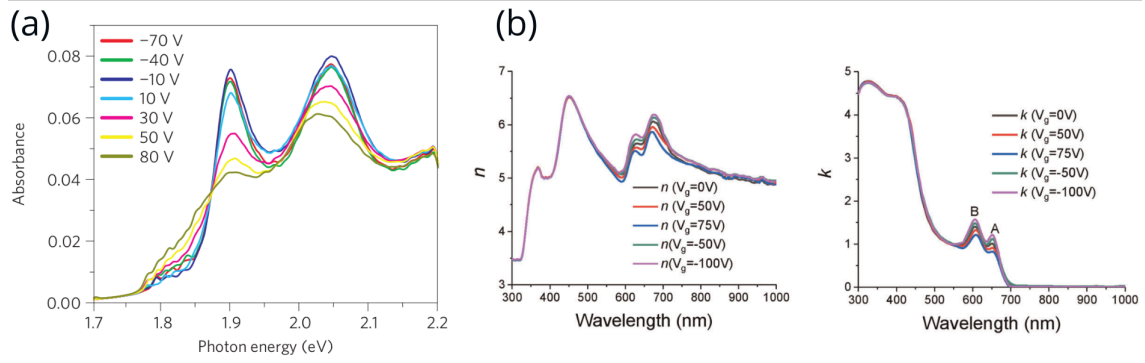 (a)
−70 V
−40 V
−10 V
10 V
30 V
50 V
80 V
Absorbance
0.08
0.06
0.04
0.02
0.00
1.7 1.8 1.9 2.0 2.1 2.2
Photon energy (eV)
(b)
n
7
6
5
4
3
n (Vg=0V)
n (Vg=50V)
n (Vg=75V)
n(Vg=-50V)
n(Vg=-100V)
300 400 500 600 700 800 900 1000
Wavelength (nm)
k
5
4
3
2
1
0
k (Vg=0V)
k (Vg=50V)
k (Vg=75V)
k (Vg=-50V)
k (Vg=-100V)
B
A
300 400 500 600 700 800 900 1000
Wavelength (nm)